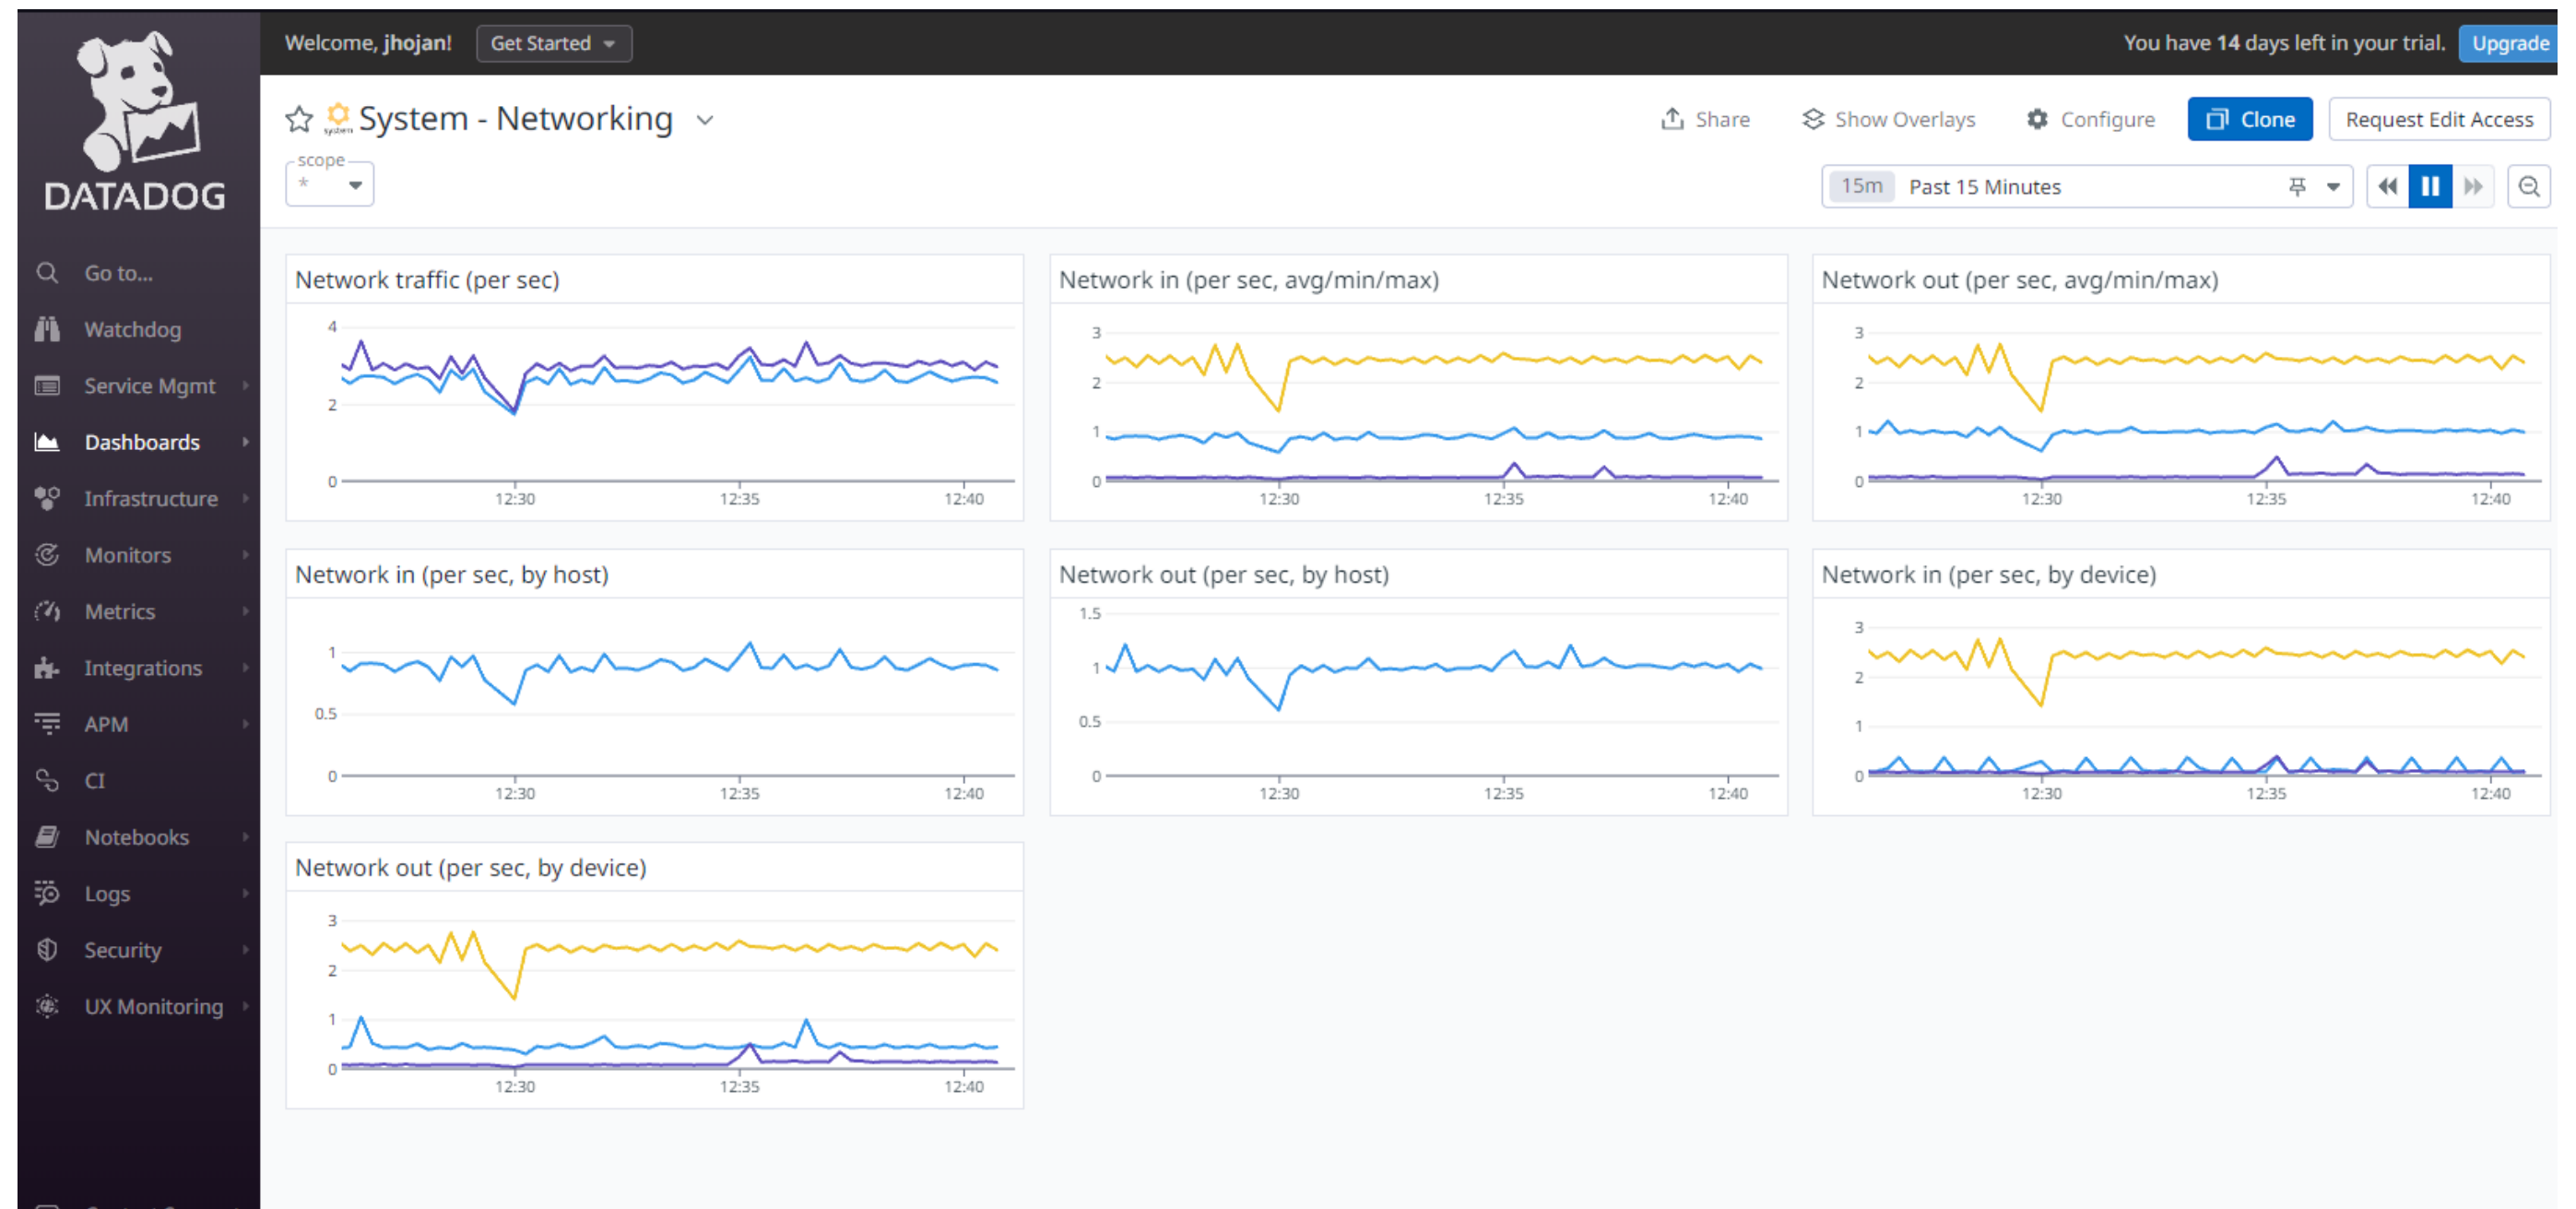 Welcome, jhojan!
Get Started
You have 14 days left in your trial.
Upgrade
DATADOG
Go to...
Watchdog
Service Mgmt
Dashboards
Infrastructure
Monitors
Metrics
Integrations
APM
CI
Notebooks
Logs
Security
UX Monitoring
system
System - Networking
Share
Show Overlays
Configure
Clone
Request Edit Access
scope
*
15m
Past 15 Minutes
Network traffic (per sec)
4
2
0
12:30
12:35
12:40
Network in (per sec, avg/min/max)
3
2
1
0
12:30
12:35
12:40
Network out (per sec, avg/min/max)
3
2
1
0
12:30
12:35
12:40
Network in (per sec, by host)
1
0.5
0
12:30
12:35
12:40
Network out (per sec, by host)
1.5
1
0.5
0
12:30
12:35
12:40
Network in (per sec, by device)
3
2
1
0
12:30
12:35
12:40
Network out (per sec, by device)
3
2
1
0
12:30
12:35
12:40